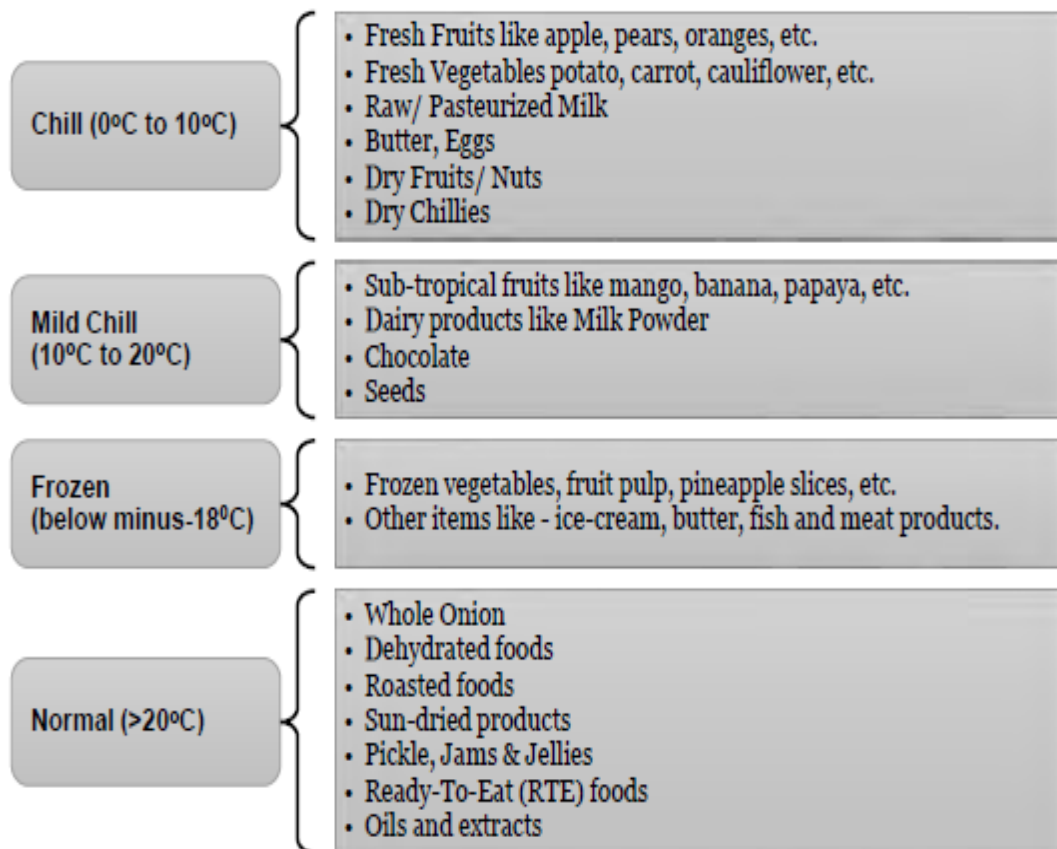 Chill (0ºC to 10ºC)
• Fresh Fruits like apple, pears, oranges, etc.
• Fresh Vegetables potato, carrot, cauliflower, etc.
• Raw/ Pasteurized Milk
• Butter, Eggs
• Dry Fruits/ Nuts
• Dry Chillies
Mild Chill
(10ºC to 20ºC)
• Sub-tropical fruits like mango, banana, papaya, etc.
• Dairy products like Milk Powder
• Chocolate
• Seeds
Frozen
(below minus-18⁰C)
• Frozen vegetables, fruit pulp, pineapple slices, etc.
• Other items like - ice-cream, butter, fish and meat products.
Normal (>20ºC)
• Whole Onion
• Dehydrated foods
• Roasted foods
• Sun-dried products
• Pickle, Jams & Jellies
• Ready-To-Eat (RTE) foods
• Oils and extracts